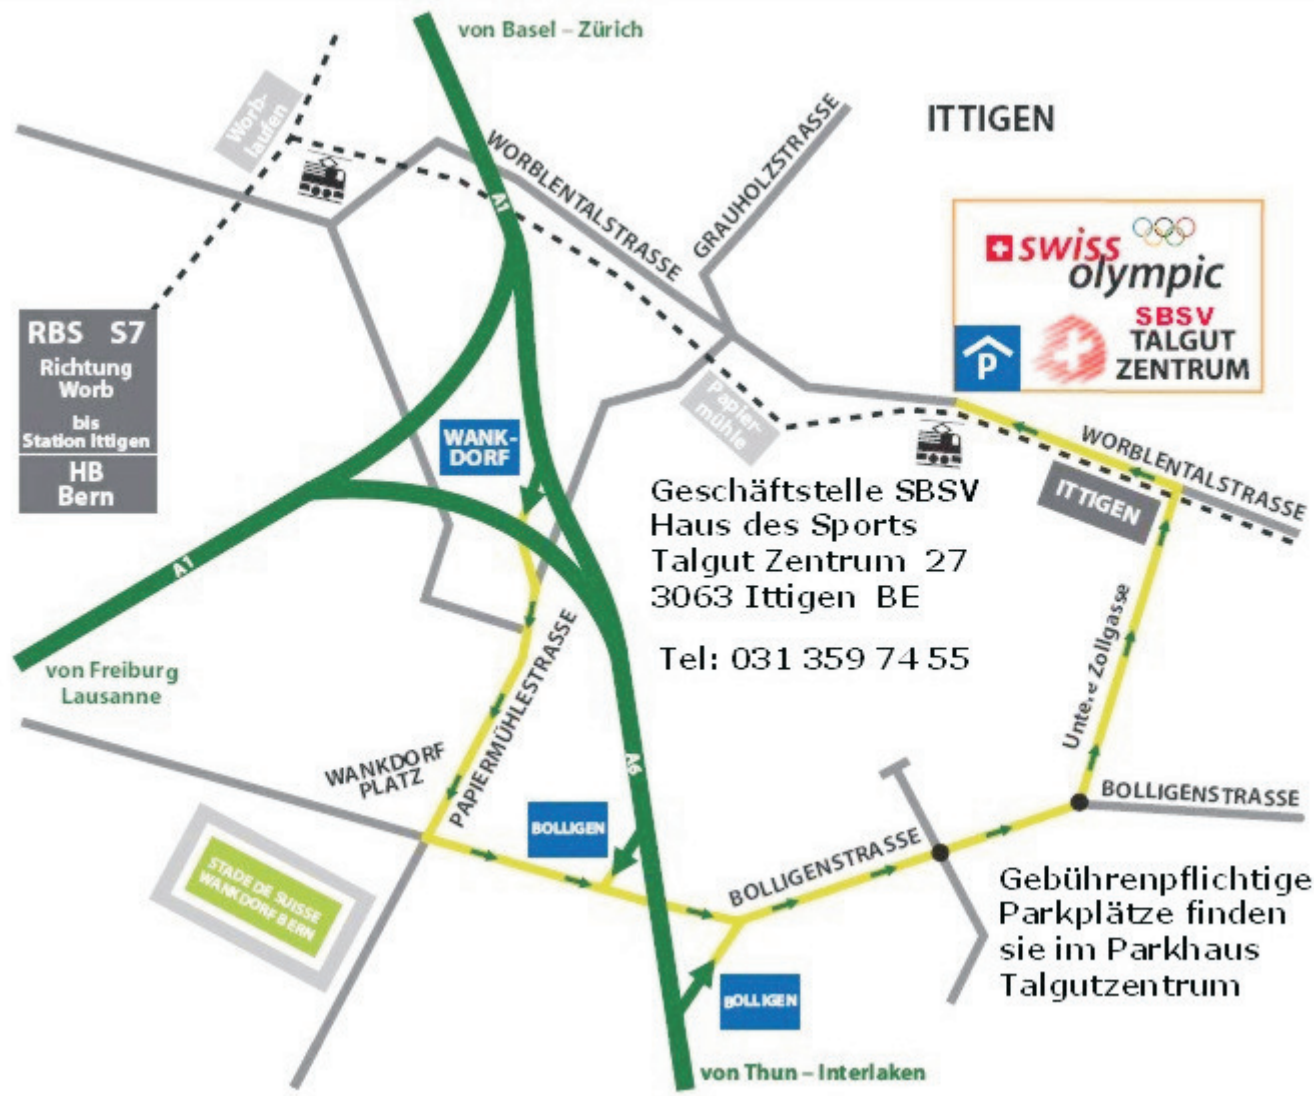 von Basel – Zürich
Worb-
laufen
A1
WORBLENTALSTRASSE
GRAUHOLZSTRASSE
ITTIGEN
swiss
olympic
SBSV
TALGUT
ZENTRUM
P
RBS S7
Richtung
Worb
bis
Station Ittigen
HB
Bern
WANK-
DORF
Papier-
mühle
WORBLENTALSTRASSE
ITTIGEN
Geschäftstelle SBSV
Haus des Sports
Talgut Zentrum 27
3063 Ittigen BE
Tel: 031 359 74 55
A1
von Freiburg
Lausanne
PAPIERMÜHLESTRASSE
Untere Zollgasse
WANKDORF
PLATZ
A6
BOLLIGEN
BOLLIGENSTRASSE
BOLLIGENSTRASSE
STADE DE SUISSE
WANKDORF BERN
Gebührenpflichtige
Parkplätze finden
sie im Parkhaus
Talgutzentrum
BOLLIGEN
von Thun – Interlaken